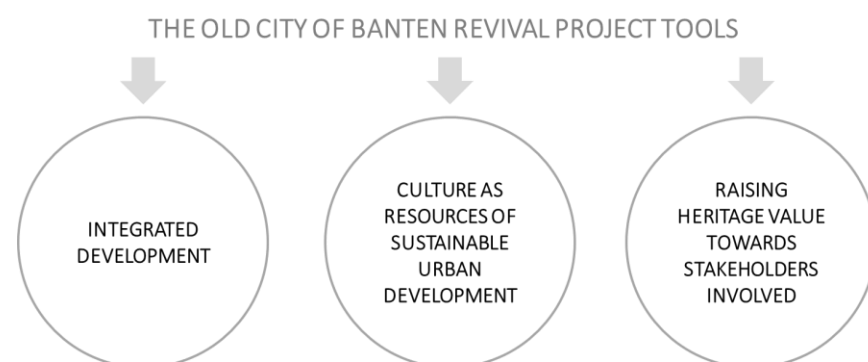 THE OLD CITY OF BANTEN REVIVAL PROJECT TOOLS
INTEGRATED
DEVELOPMENT
CULTURE AS
RESOURCES OF
SUSTAINABLE
URBAN
DEVELOPMENT
RAISING
HERITAGE VALUE
TOWARDS
STAKEHOLDERS
INVOLVED